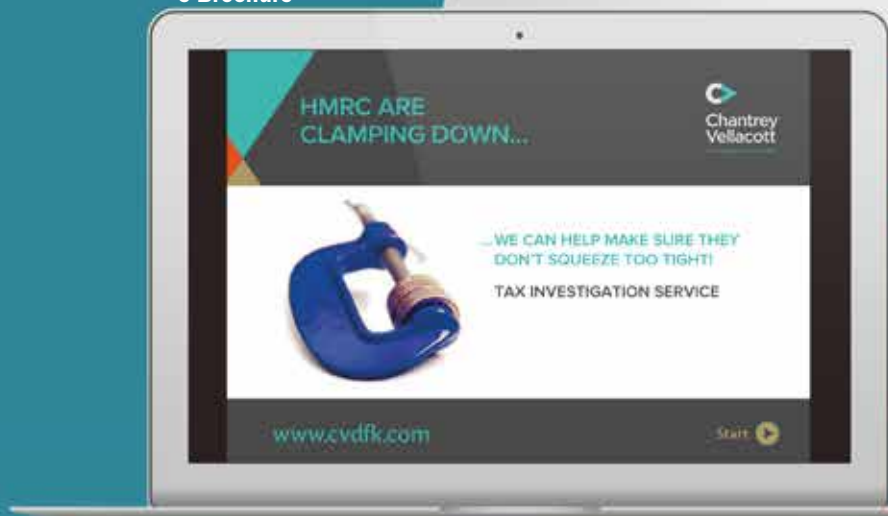 e-Brochure
HMRC ARE
CLAMPING DOWN...
Chantrey
Vellacott
...WE CAN HELP MAKE SURE THEY
DON'T SQUEEZE TOO TIGHT!
TAX INVESTIGATION SERVICE
www.cvdfk.com
Start